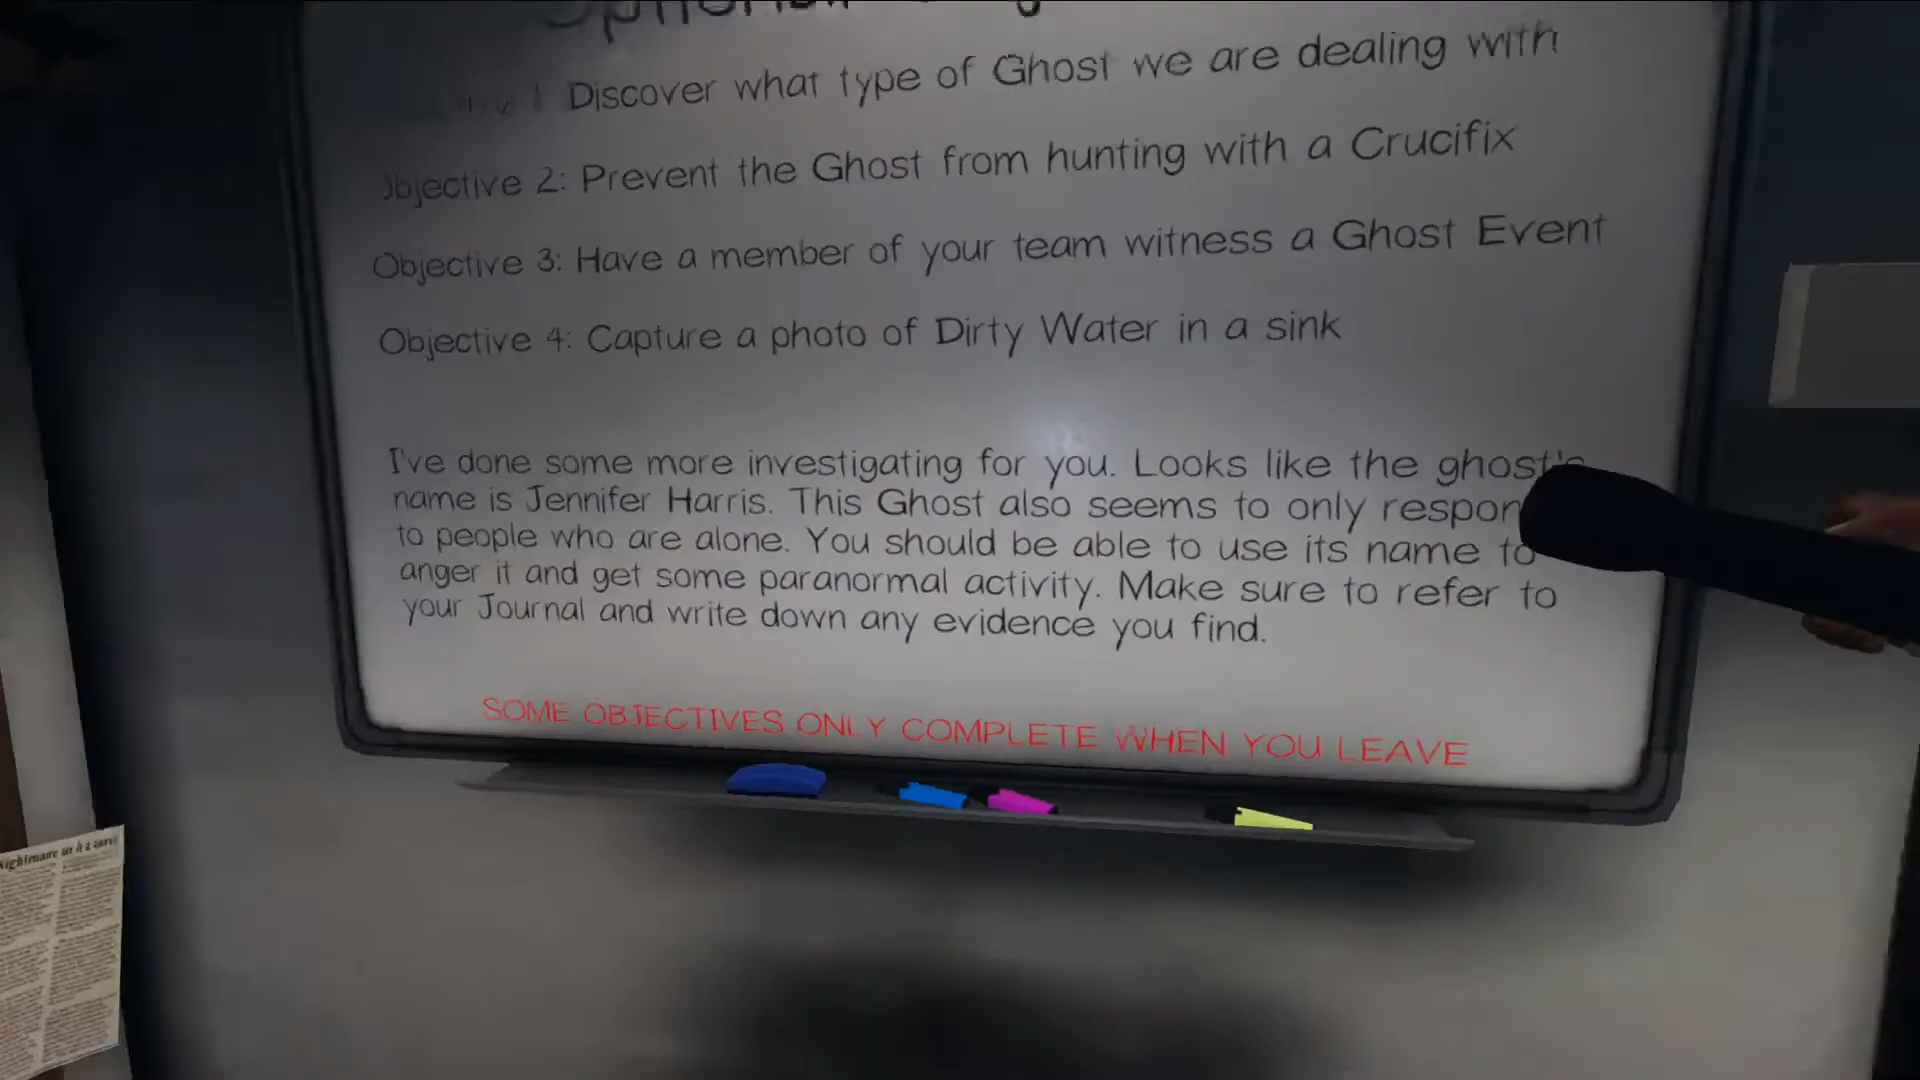 Discover what type of Ghost we are dealing with
Objective 2: Prevent the Ghost from hunting with a Crucifix
Objective 3: Have a member of your team witness a Ghost Event
Objective 4: Capture a photo of Dirty Water in a sink
I've done some more investigating for you. Looks like the ghost's
name is Jennifer Harris. This Ghost also seems to only respon
to people who are alone. You should be able to use its name to
anger it and get some paranormal activity. Make sure to refer to
your Journal and write down any evidence you find.
SOME OBJECTIVES ONLY COMPLETE WHEN YOU LEAVE